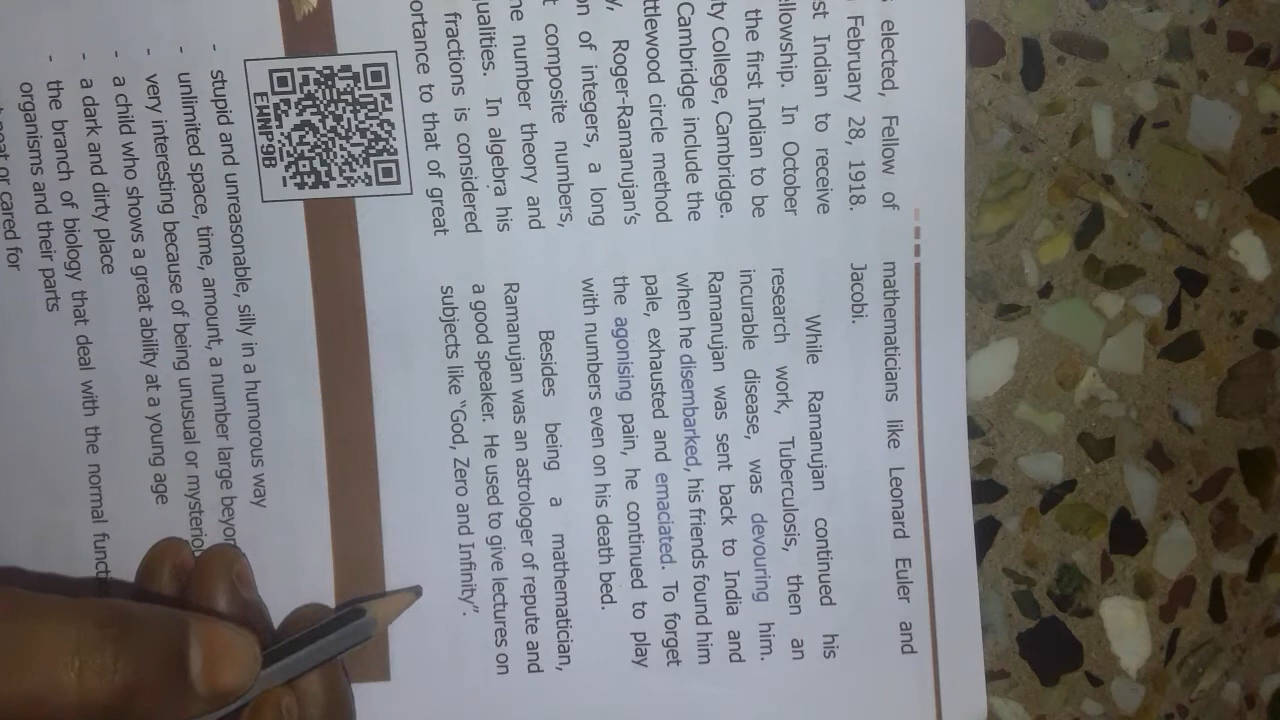 elected, Fellow of
February 28, 1918.
st Indian to receive
ellowship. In October
the first Indian to be
ty College, Cambridge.
Cambridge include the
ttlewood circle method
y, Roger-Ramanujan's
on of integers, a long
t composite numbers,
ne number theory and
qualities. In algebra his
fractions is considered
ortance to that of great
mathematicians like Leonard Euler and
Jacobi.
While Ramanujan continued his
research work, Tuberculosis, then an
incurable disease, was devouring him.
Ramanujan was sent back to India and
when he disembarked, his friends found him
pale, exhausted and emaciated. To forget
the agonising pain, he continued to play
with numbers even on his death bed.
Besides being a mathematician,
Ramanujan was an astrologer of repute and
a good speaker. He used to give lectures on
subjects like “God, Zero and Infinity”.
EHNP9B
- stupid and unreasonable, silly in a humorous way
- unlimited space, time, amount, a number large beyon
- very interesting because of being unusual or mysterio
- a child who shows a great ability at a young age
- a dark and dirty place
- the branch of biology that deal with the normal functi
organisms and their parts
or cared for